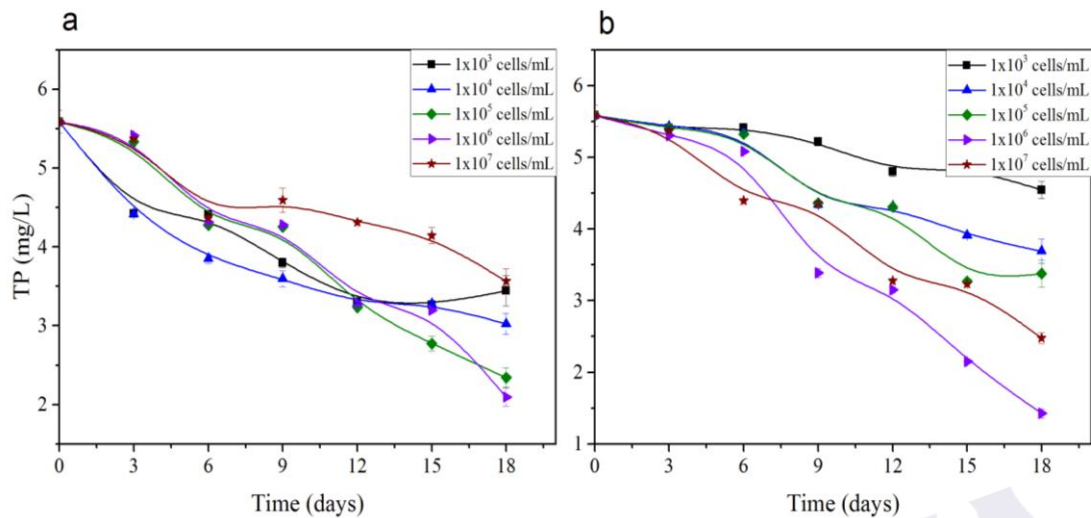 a
1x10³ cells/mL
1x10⁴ cells/mL
1x10⁵ cells/mL
1x10⁶ cells/mL
1x10⁷ cells/mL
TP (mg/L)
6
5
4
3
2
0 3 6 9 12 15 18
Time (days)
b
1x10³ cells/mL
1x10⁴ cells/mL
1x10⁵ cells/mL
1x10⁶ cells/mL
1x10⁷ cells/mL
6
5
4
3
2
1
0 3 6 9 12 15 18
Time (days)